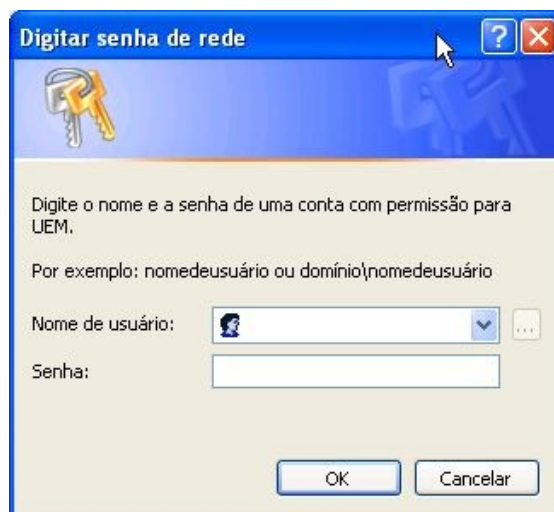 Digitar senha de rede
Digite o nome e a senha de uma conta com permissão para
UEM.
Por exemplo: nomedeusuário ou domínio\nomedeusuário
Nome de usuário:
...
Senha:
OK Cancelar